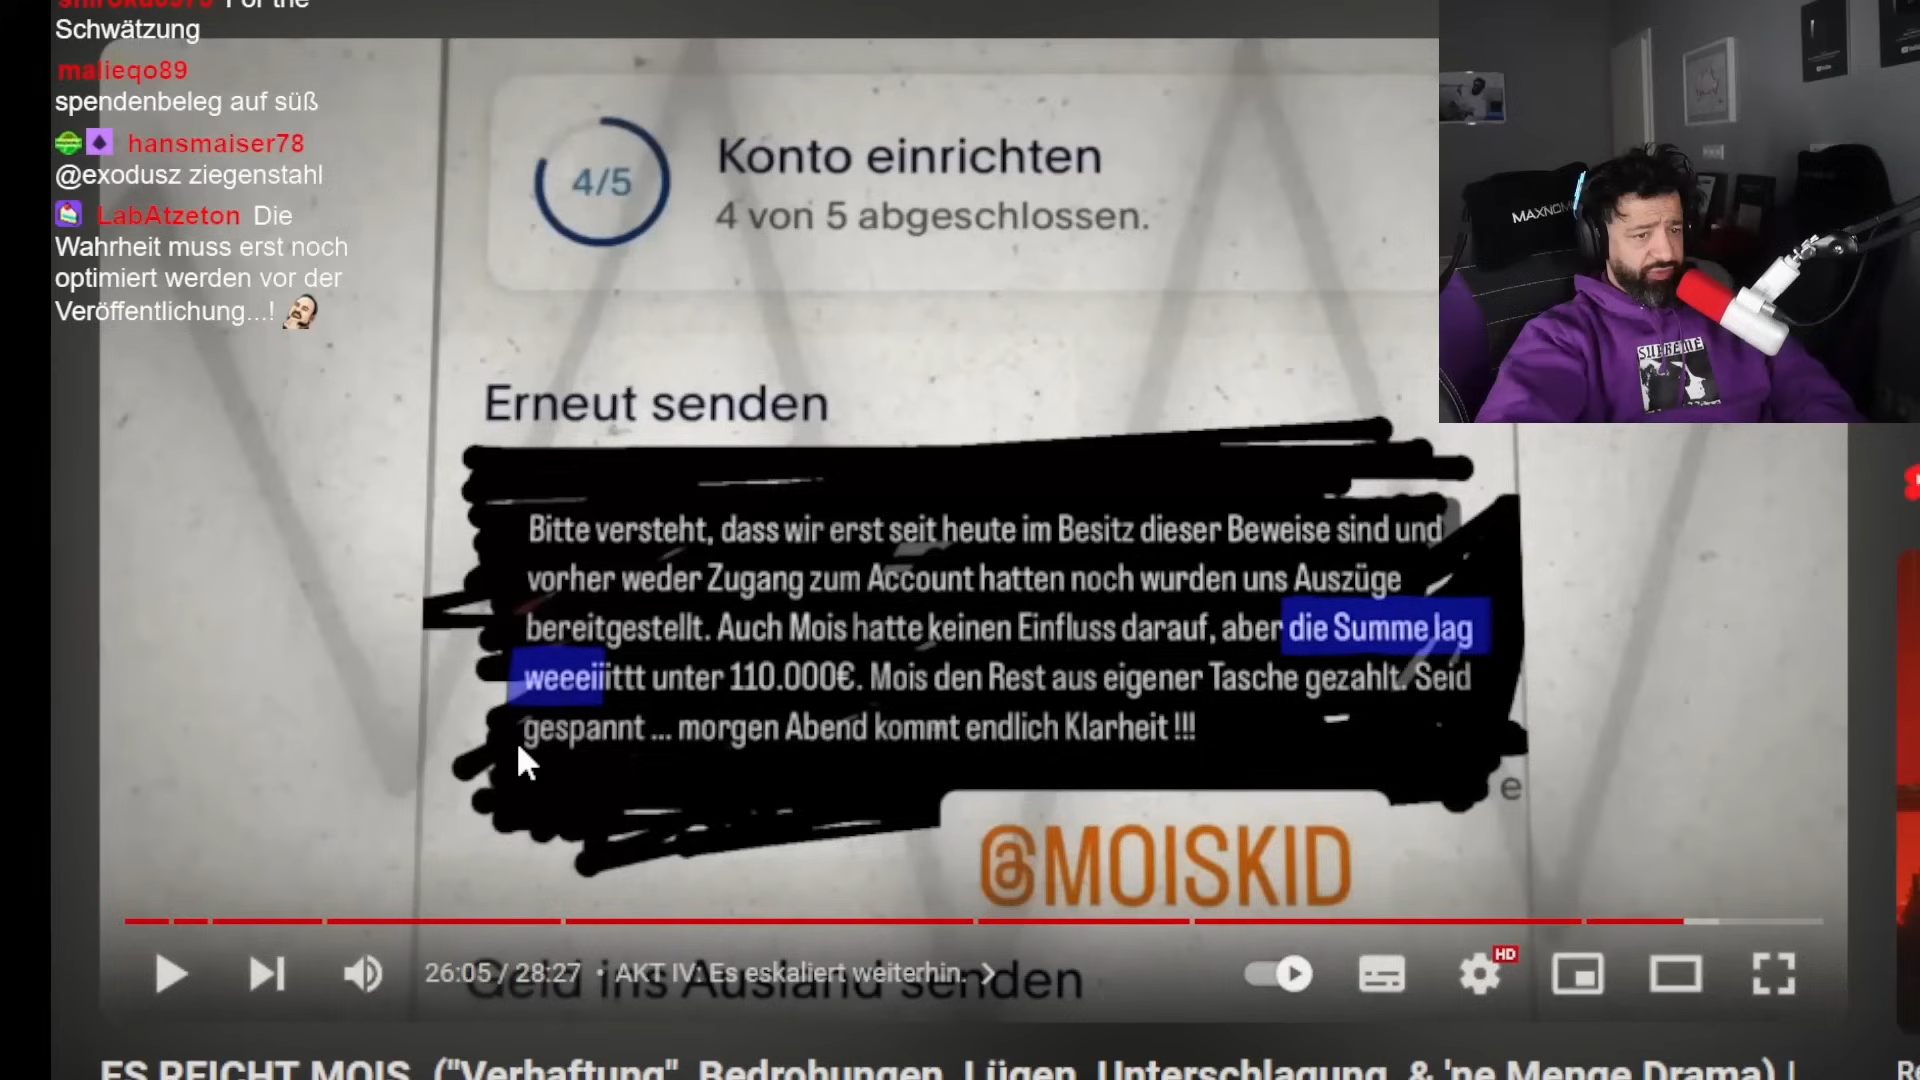 For the
Schwätzung
malieqo89
spendenbeleg auf süß
hansmaiser78
@exodusz ziegenstahl
LabAtzeton Die
Wahrheit muss erst noch
optimiert werden vor der
Veröffentlichung...!
4/5
Konto einrichten
4 von 5 abgeschlossen.
MAXNOM
SUPREME
Erneut senden
Bitte versteht, dass wir erst seit heute im Besitz dieser Beweise sind und
vorher weder Zugang zum Account hatten noch wurden uns Auszüge
bereitgestellt. Auch Mois hatte keinen Einfluss darauf, aber die Summe lag
weeeiiittt unter 110.000€. Mois den Rest aus eigener Tasche gezahlt. Seid
gespannt ... morgen Abend kommt endlich Klarheit !!!
e
@MOISKID
26:05 / 28:27 • AKT IV: Es eskaliert weiterhin.
HD
Geld ins Ausland senden
ES REICHT MOIS. ("Verhaftung", Bedrohungen, Lügen, Unterschlagung, & 'ne Menge Drama) |